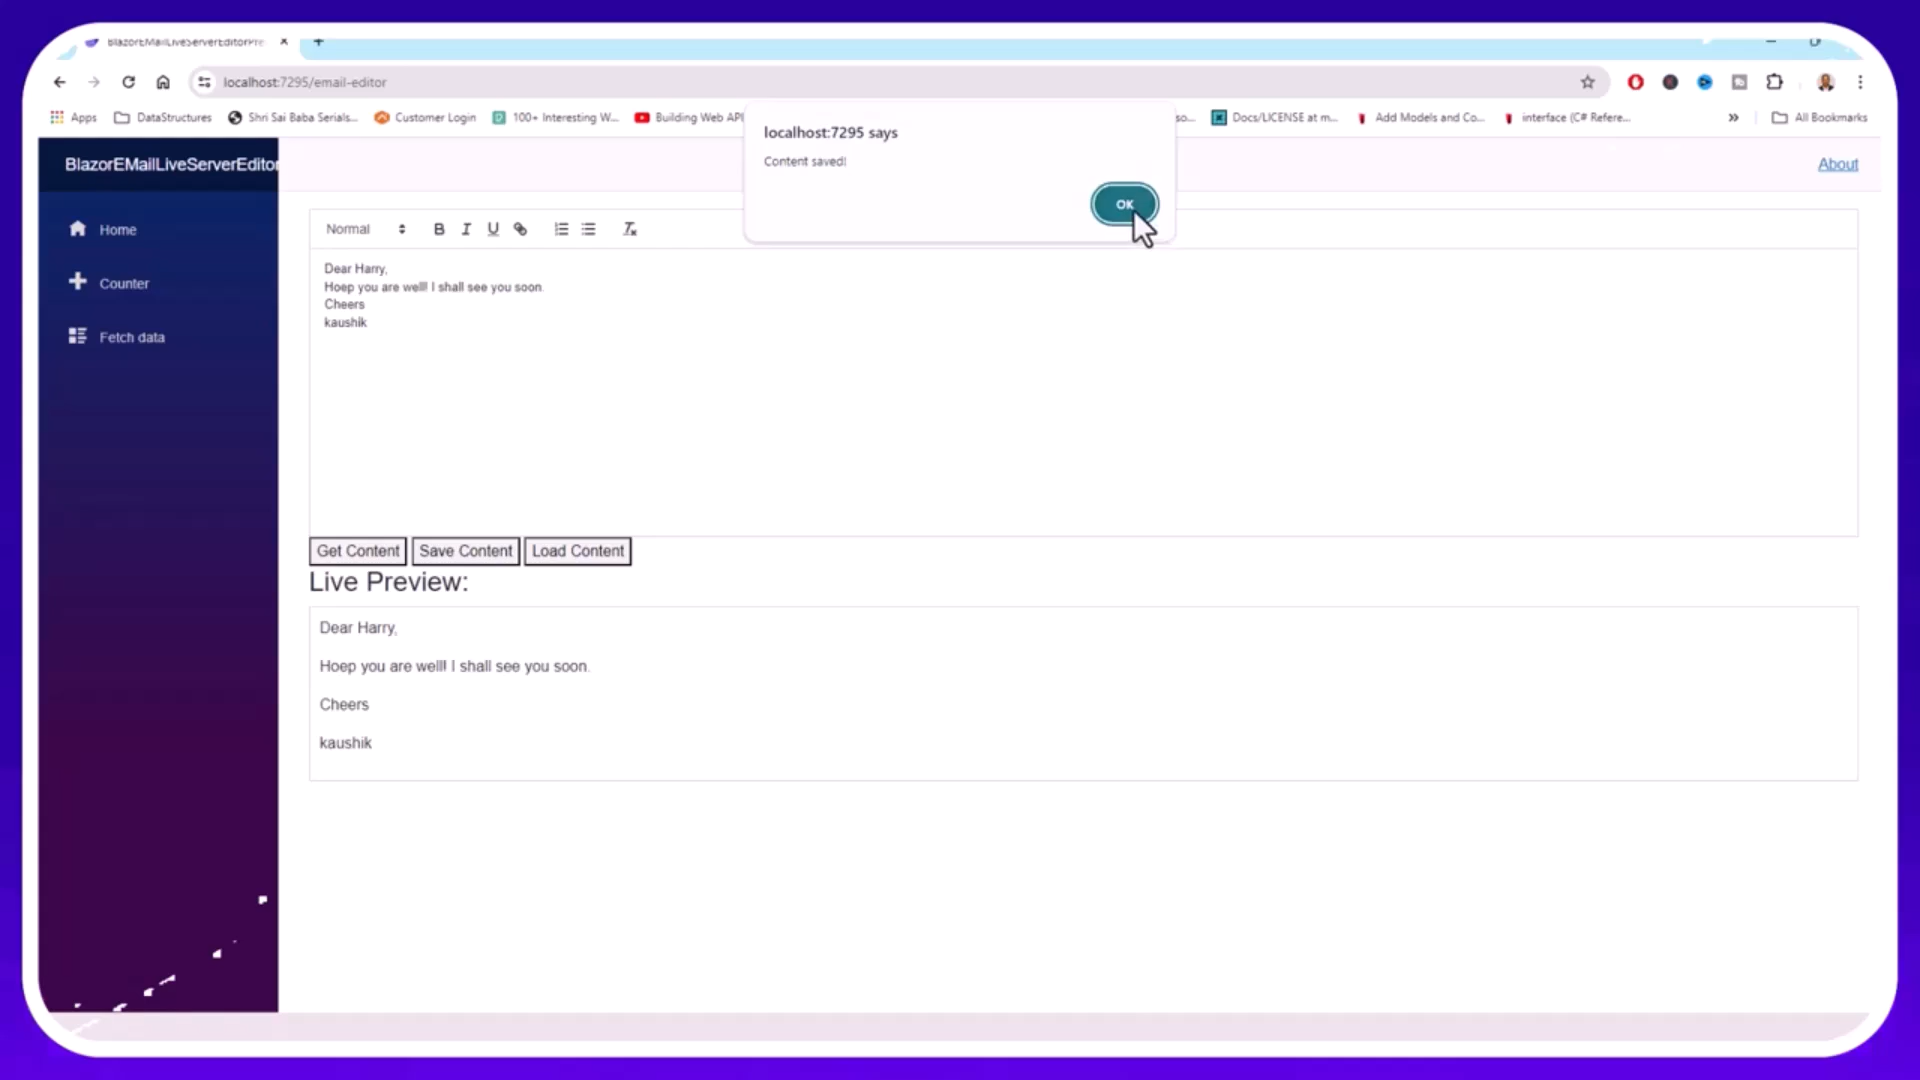 BlazorEMailLiveServerEditorPre
localhost:7295/email-editor
Apps
DataStructures
Shri Sai Baba Serials...
Customer Login
100+ Interesting W...
Building Web API
so...
Docs/LICENSE at m...
Add Models and Co...
interface (C# Refere...
All Bookmarks
localhost:7295 says
Content saved!
OK
BlazorEMailLiveServerEditor
About
Home
Counter
Fetch data
Normal
Dear Harry,
Hoep you are well! I shall see you soon.
Cheers
kaushik
Get Content
Save Content
Load Content
Live Preview:
Dear Harry,
Hoep you are well! I shall see you soon.
Cheers
kaushik